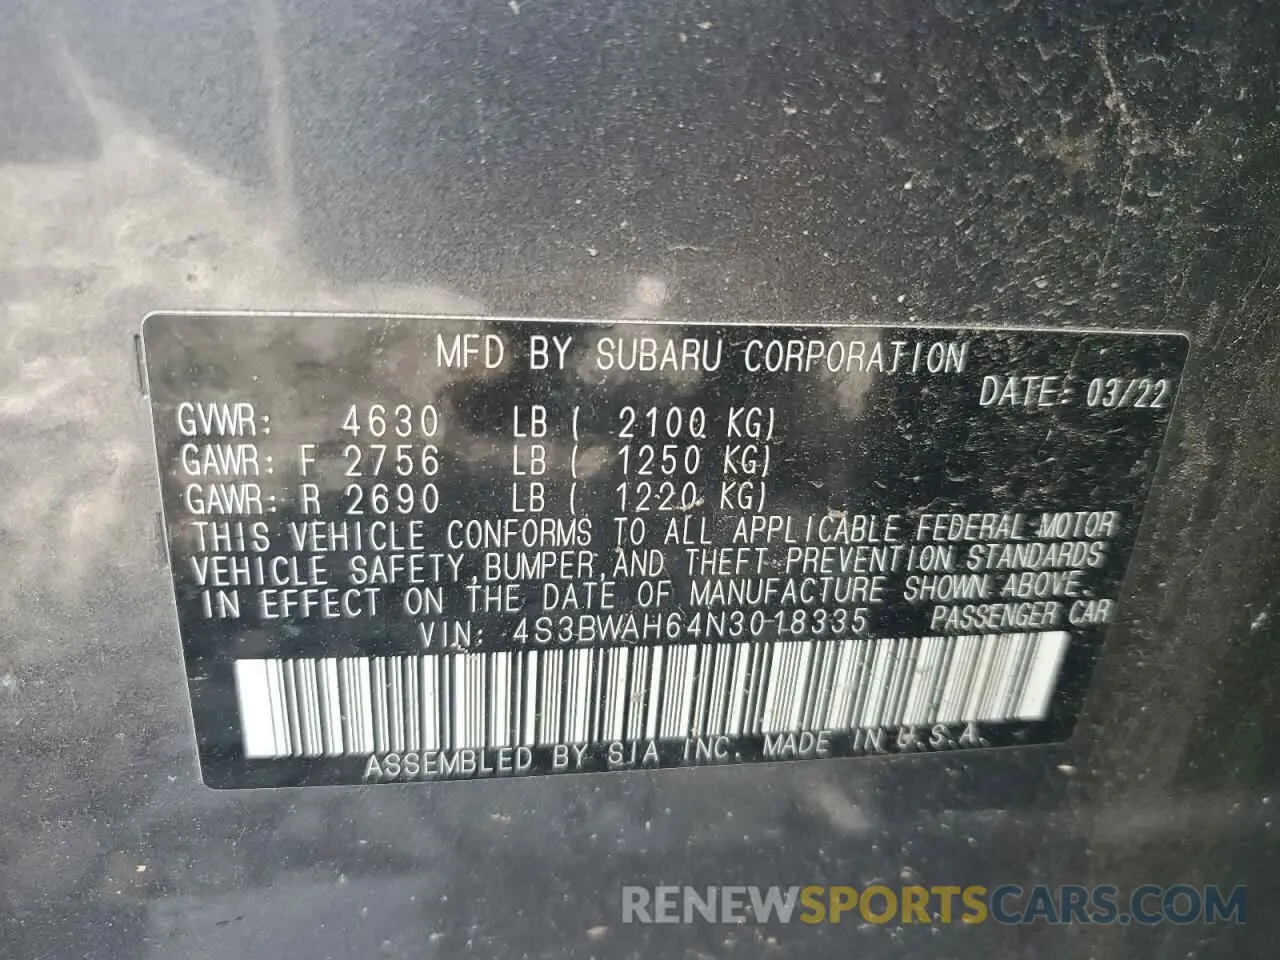 MFD BY SUBARU CORPORATION
DATE: 03/22
GVWR: 4630 LB ( 2100 KG)
GAWR: F 2756 LB ( 1250 KG)
GAWR: R 2690 LB ( 1220 KG)
THIS VEHICLE CONFORMS TO ALL APPLICABLE FEDERAL MOTOR
VEHICLE SAFETY, BUMPER, AND THEFT PREVENTION STANDARDS
IN EFFECT ON THE DATE OF MANUFACTURE SHOWN ABOVE.
VIN: 4S3BWAH64N3018335 PASSENGER CAR
ASSEMBLED BY SIA INC. MADE IN U.S.A.
RENEWSPORTSCARS.COM